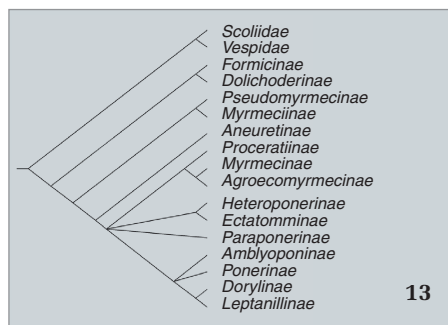 Scoliidae
Vespidae
Formicinae
Dolichoderinae
Pseudomyrmecinae
Myrmeciinae
Aneuretinae
Proceratiinae
Myrmecinae
Agroecomyrmecinae
Heteroponerinae
Ectatomminae
Paraponerinae
Amblyoponinae
Ponerinae
Dorylinae
Leptanillinae
13